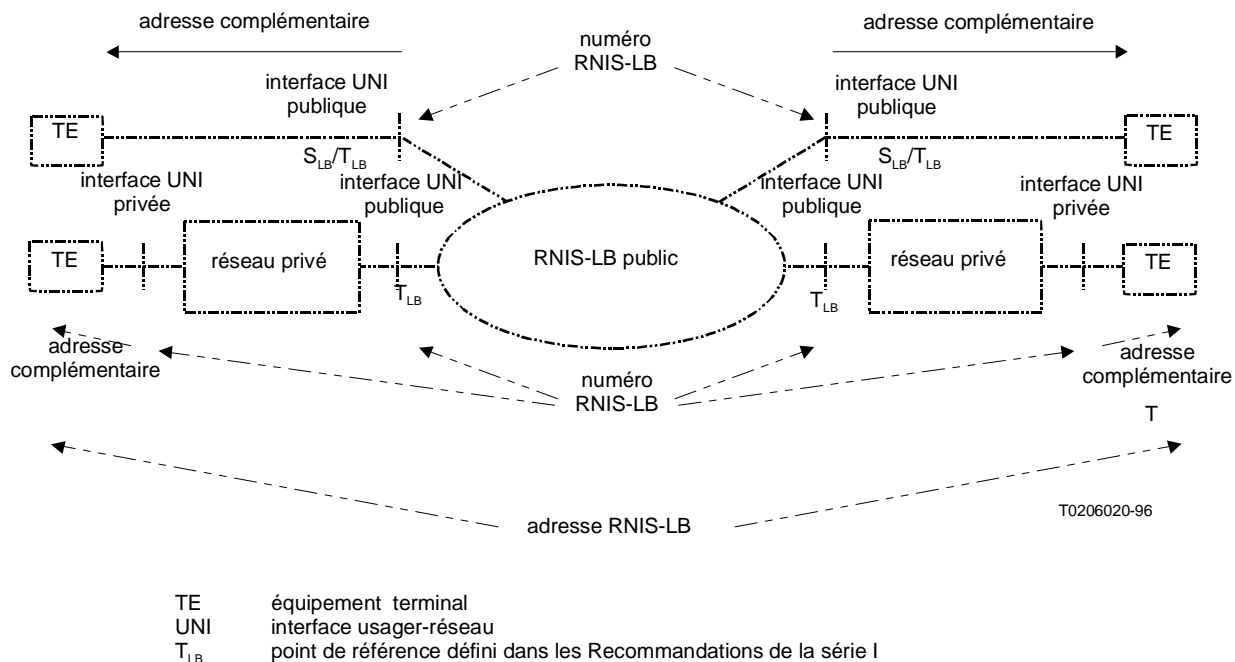 adresse complémentaire
numéro
RNIS-LB
adresse complémentaire
interface UNI
publique
interface UNI
publique
TE
TE
S_LB/T_LB
S_LB/T_LB
interface UNI
privée
interface UNI
publique
interface UNI
publique
interface UNI
privée
TE
réseau privé
RNIS-LB public
réseau privé
TE
T_LB
T_LB
adresse
complémentaire
numéro
RNIS-LB
adresse
complémentaire
T
adresse RNIS-LB
T0206020-96
TE équipement terminal
UNI interface usager-réseau
T_LB point de référence défini dans les Recommandations de la série I